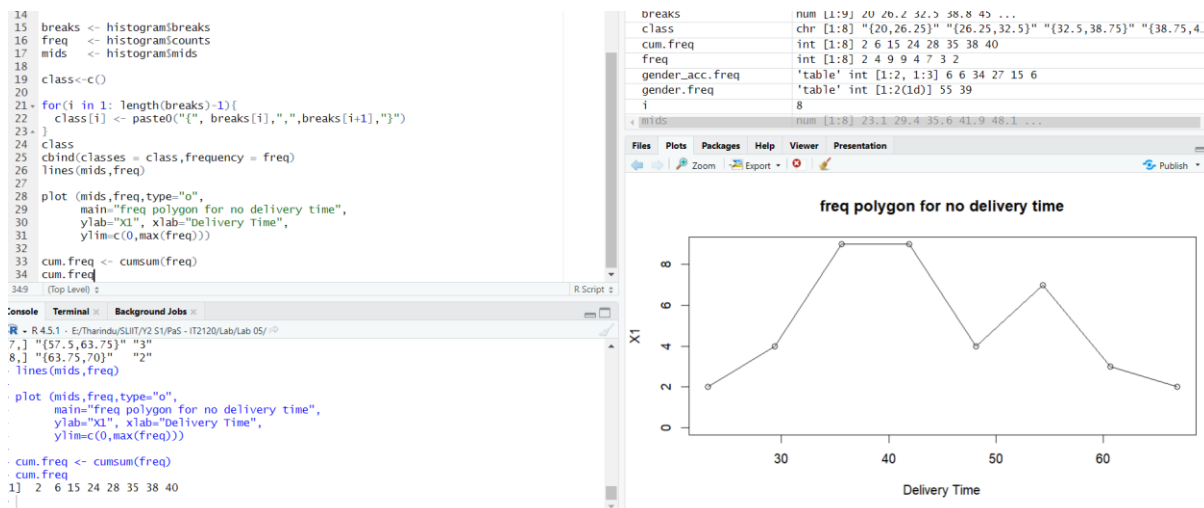 14
15 breaks <- histogram$breaks
16 freq <- histogram$counts
17 mids <- histogram$mids
18
19 class<-c()
20
21 for(i in 1: length(breaks)-1){
22 class[i] <- paste0("{", breaks[i],",",breaks[i+1],"}")
23 }
24 class
25 cbind(classes = class,frequency = freq)
26 lines(mids,freq)
27
28 plot (mids,freq,type="o",
29 main="freq polygon for no delivery time",
30 ylab="X1", xlab="Delivery Time",
31 ylim=c(0,max(freq)))
32
33 cum.freq <- cumsum(freq)
34 cum.freq
34:9 (Top Level) R Script
Console Terminal Background Jobs
R 4.5.1 · E:/Tharindu/SLIIT/Y2 S1/PaS - IT2120/Lab/Lab 05/
7,] "{57.5,63.75}" "3"
8,] "{63.75,70}" "2"
lines(mids,freq)
plot (mids,freq,type="o",
main="freq polygon for no delivery time",
ylab="X1", xlab="Delivery Time",
ylim=c(0,max(freq)))
cum.freq <- cumsum(freq)
cum.freq
1] 2 6 15 24 28 35 38 40
breaks num [1:9] 20 26.2 32.5 38.8 45 ...
class chr [1:8] "{20,26.25}" "{26.25,32.5}" "{32.5,38.75}" "{38.75,4…
cum.freq int [1:8] 2 6 15 24 28 35 38 40
freq int [1:8] 2 4 9 9 4 7 3 2
gender_acc.freq 'table' int [1:2, 1:3] 6 6 34 27 15 6
gender.freq 'table' int [1:2(1d)] 55 39
i 8
mids num [1:8] 23.1 29.4 35.6 41.9 48.1 ...
Files Plots Packages Help Viewer Presentation
Zoom Export Publish
freq polygon for no delivery time
X1
8
6
4
2
0
30 40 50 60
Delivery Time